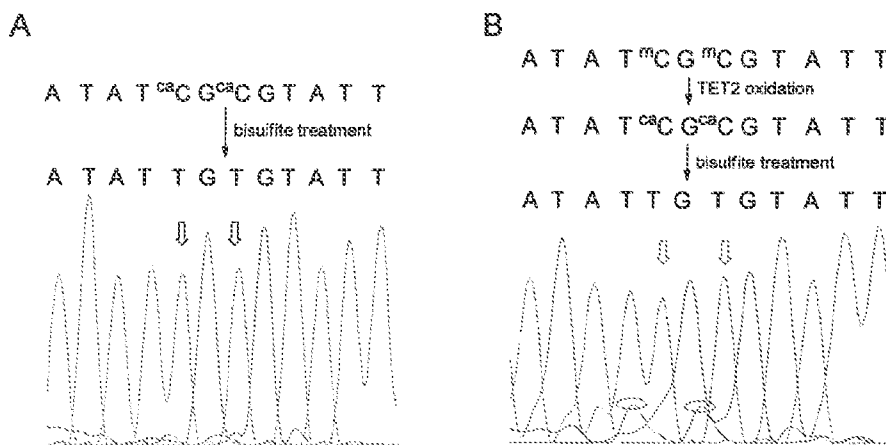 A
A T A T caC G caC G T A T T
bisulfite treatment
A T A T T G T G T A T T
B
A T A T mC G mC G T A T T
TET2 oxidation
A T A T caC G caC G T A T T
bisulfite treatment
A T A T T G T G T A T T